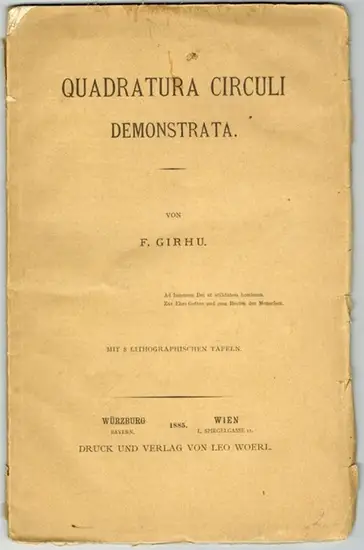 QUADRATURA CIRCULI
DEMONSTRATA.
VON
F. GIRHU.
Ad honorem Dei et utilitatem hominum.
Zur Ehre Gottes und zum Besten der Menschen.
MIT 2 LITHOGRAPHISCHEN TAFELN.
WÜRZBURG 1885. WIEN
BAYERN. I. SPIEGELGASSE 12.
DRUCK UND VERLAG VON LEO WOERL.